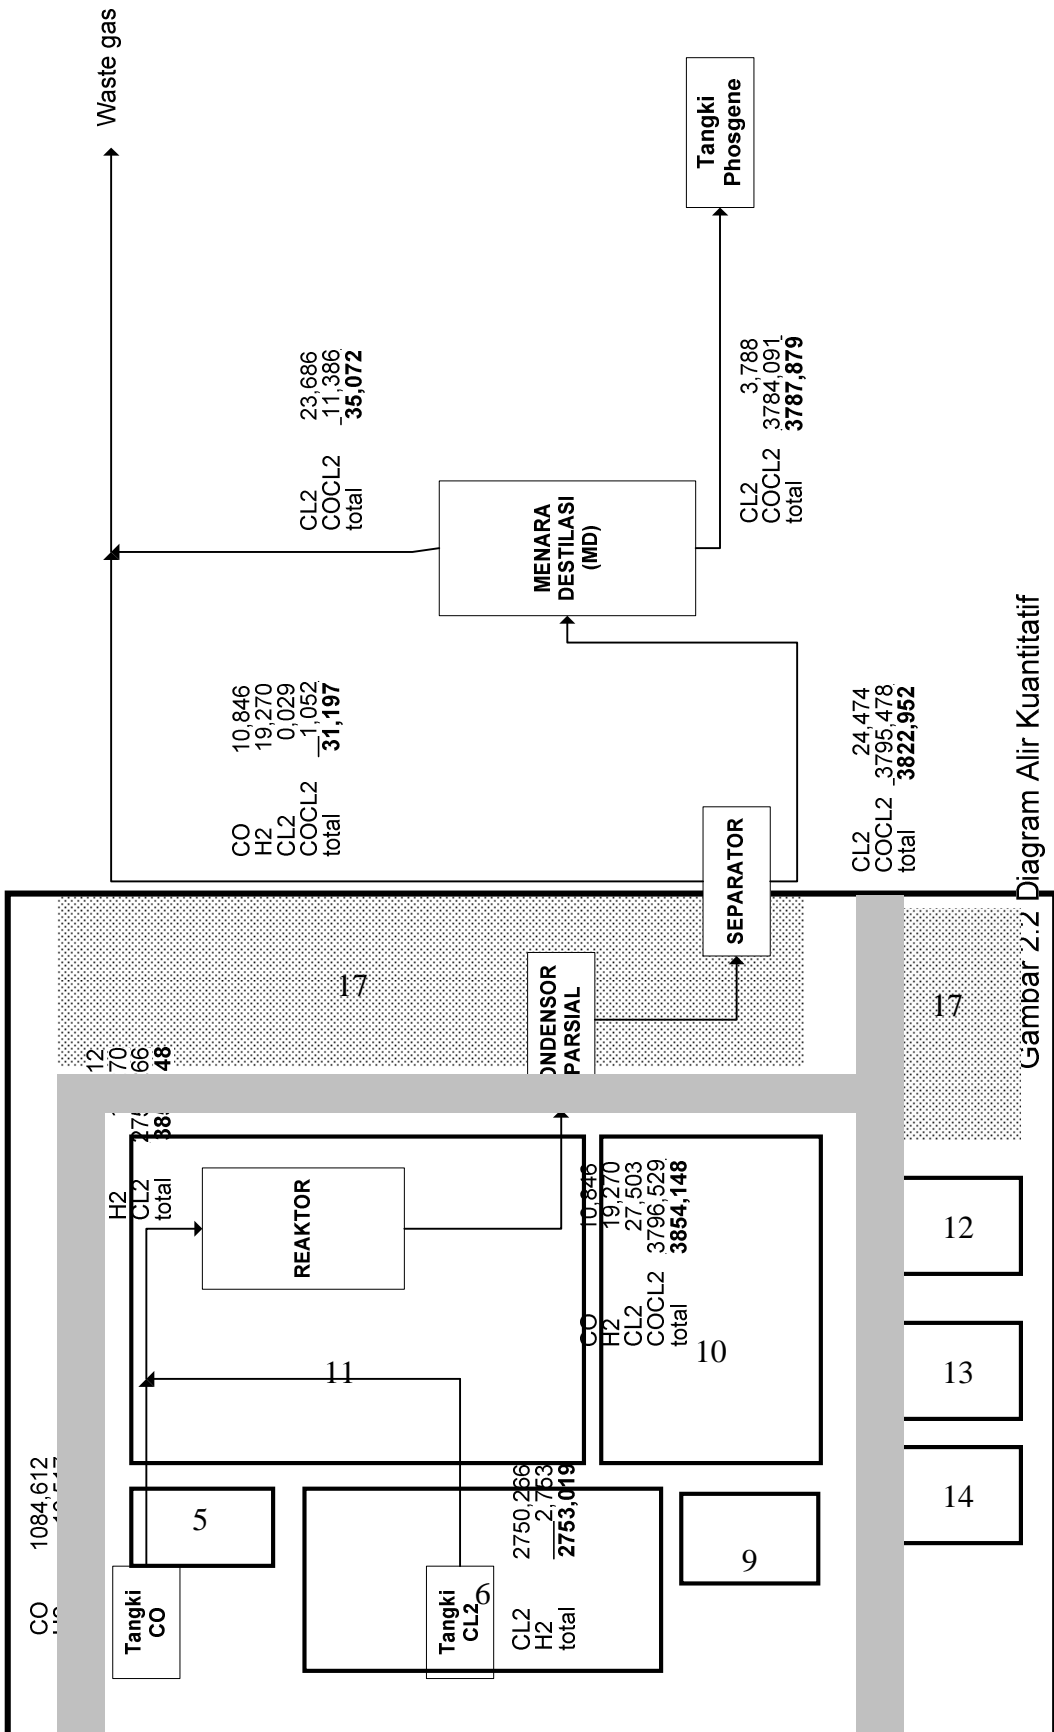 Waste gas
Tangki
Phosgene
CL2 23,686
COCL2 11,386
total 35,072
CL2 3,788
COCL2 3784,091
total 3787,879
MENARA
DESTILASI
(MD)
CO 10,846
H2 19,270
CL2 0,029
COCL2 1,052
total 31,197
CL2 24,474
COCL2 3795,478
total 3822,952
SEPARATOR
ONDENSOR
PARSIAL
17
17
12
H2 70
CL2 66
total 48
REAKTOR
CO 10,846
H2 19,270
CL2 27,503
COCL2 3796,529
total 3854,148
11
10
12
13
14
5
6
9
CO 1084,612
Tangki
CO
Tangki
CL2
CL2 2750,266
H2 2,753
total 2753,019
Gambar 2.2 Diagram Alir Kuantitatif